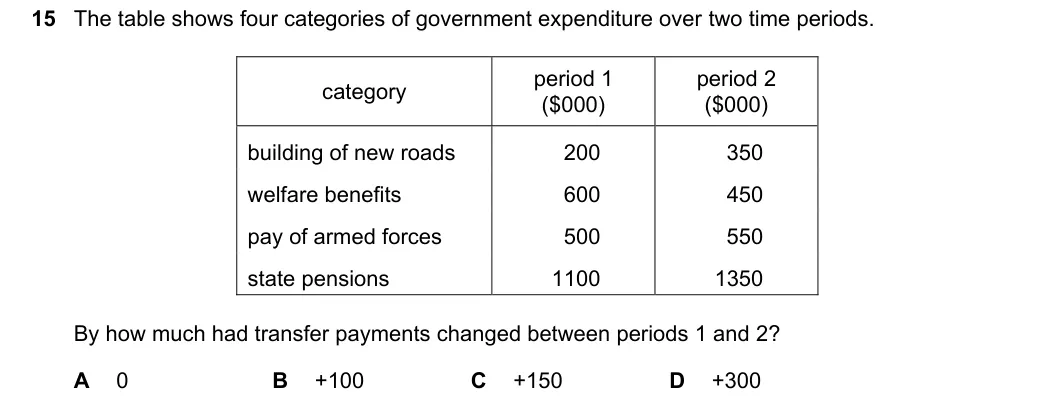 15 The table shows four categories of government expenditure over two time periods.
category period 1 ($000) period 2 ($000)
building of new roads 200 350
welfare benefits 600 450
pay of armed forces 500 550
state pensions 1100 1350
By how much had transfer payments changed between periods 1 and 2?
A 0 B +100 C +150 D +300